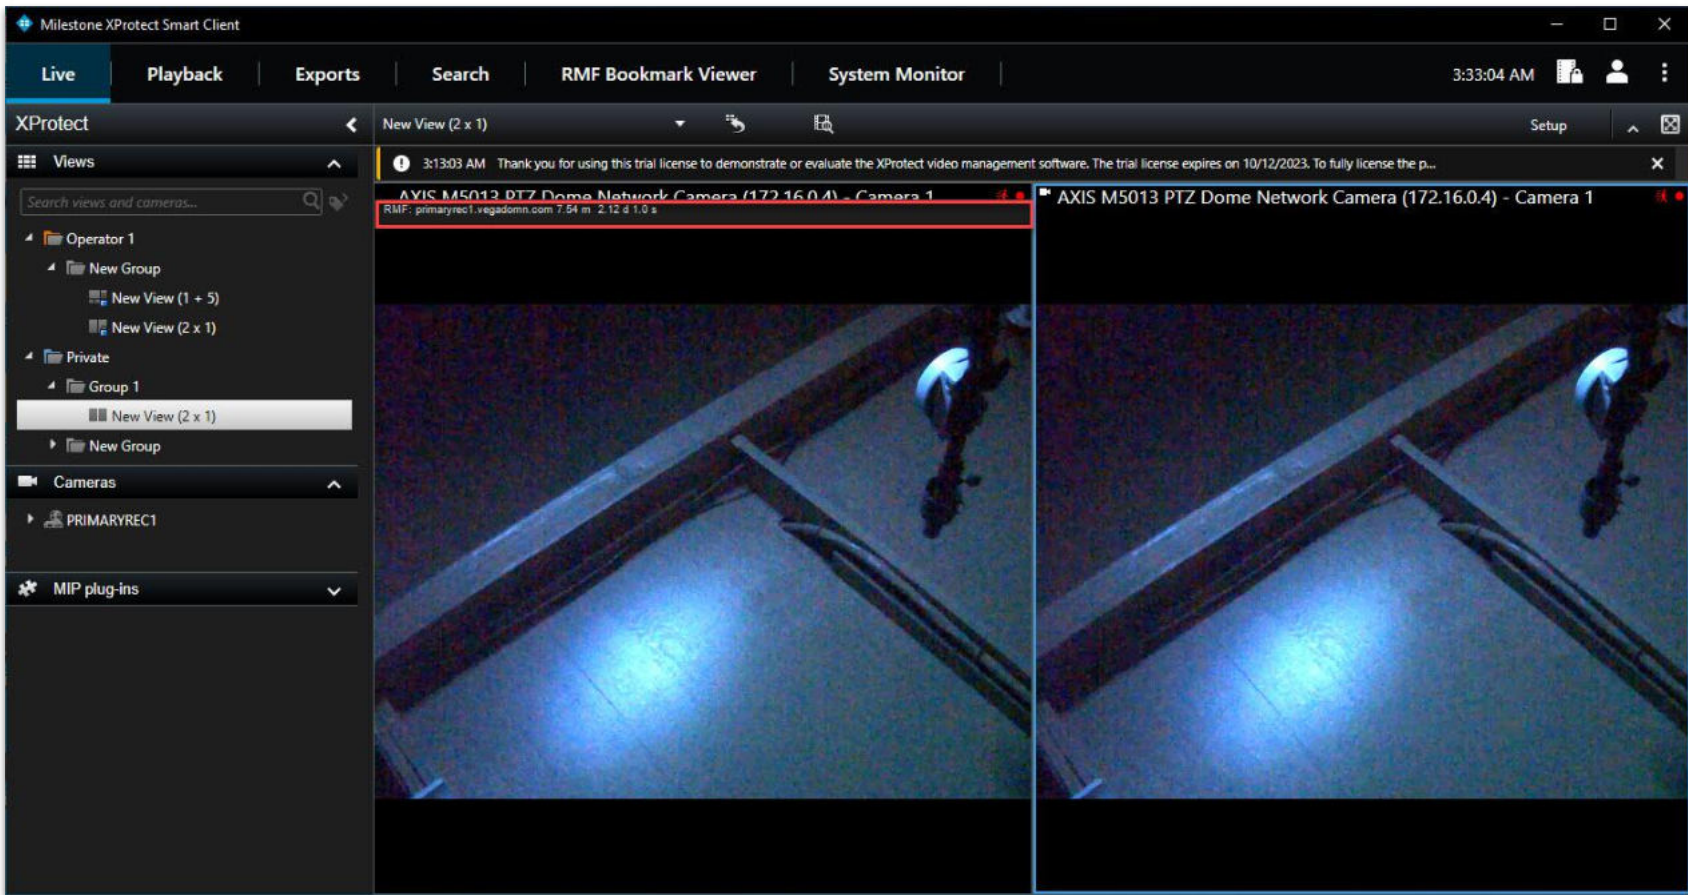 Milestone XProtect Smart Client
Live
Playback
Exports
Search
RMF Bookmark Viewer
System Monitor
3:33:04 AM
XProtect
New View (2 x 1)
Setup
Views
3:13:03 AM Thank you for using this trial license to demonstrate or evaluate the XProtect video management software. The trial license expires on 10/12/2023. To fully license the p...
Search views and cameras...
AXIS M5013 PTZ Dome Network Camera (172.16.0.4) - Camera 1
RMF: primaryrec1.vegadomn.com 7.54 m 2.12 d 1.0 s
AXIS M5013 PTZ Dome Network Camera (172.16.0.4) - Camera 1
Operator 1
New Group
New View (1 + 5)
New View (2 x 1)
Private
Group 1
New View (2 x 1)
New Group
Cameras
PRIMARYREC1
MIP plug-ins